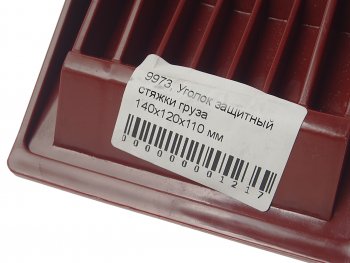 9973, Уголок защитный
стяжки груза
140x120x110 мм
0000000001217